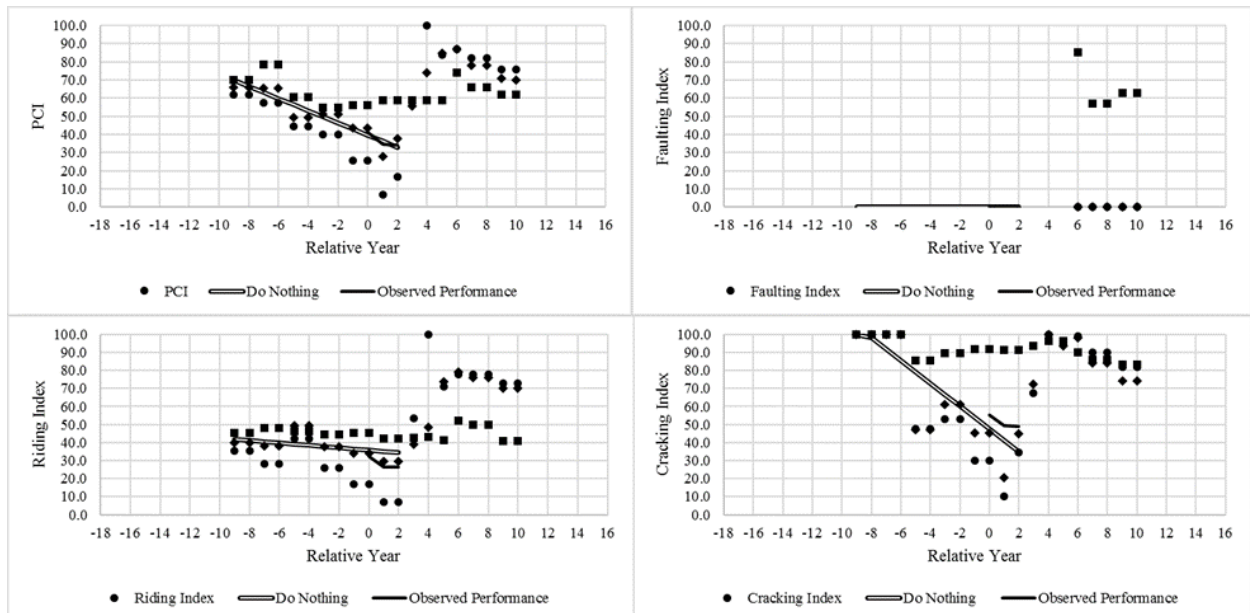 100.0
90.0
80.0
70.0
60.0
50.0
40.0
30.0
20.0
10.0
0.0
PCI
-18 -16 -14 -12 -10 -8 -6 -4 -2 0 2 4 6 8 10 12 14 16
Relative Year
PCI Do Nothing Observed Performance
100.0
90.0
80.0
70.0
60.0
50.0
40.0
30.0
20.0
10.0
0.0
Faulting Index
-18 -16 -14 -12 -10 -8 -6 -4 -2 0 2 4 6 8 10 12 14 16
Relative Year
Faulting Index Do Nothing Observed Performance
100.0
90.0
80.0
70.0
60.0
50.0
40.0
30.0
20.0
10.0
0.0
Riding Index
-18 -16 -14 -12 -10 -8 -6 -4 -2 0 2 4 6 8 10 12 14 16
Relative Year
Riding Index Do Nothing Observed Performance
100.0
90.0
80.0
70.0
60.0
50.0
40.0
30.0
20.0
10.0
0.0
Cracking Index
-18 -16 -14 -12 -10 -8 -6 -4 -2 0 2 4 6 8 10 12 14 16
Relative Year
Cracking Index Do Nothing Observed Performance